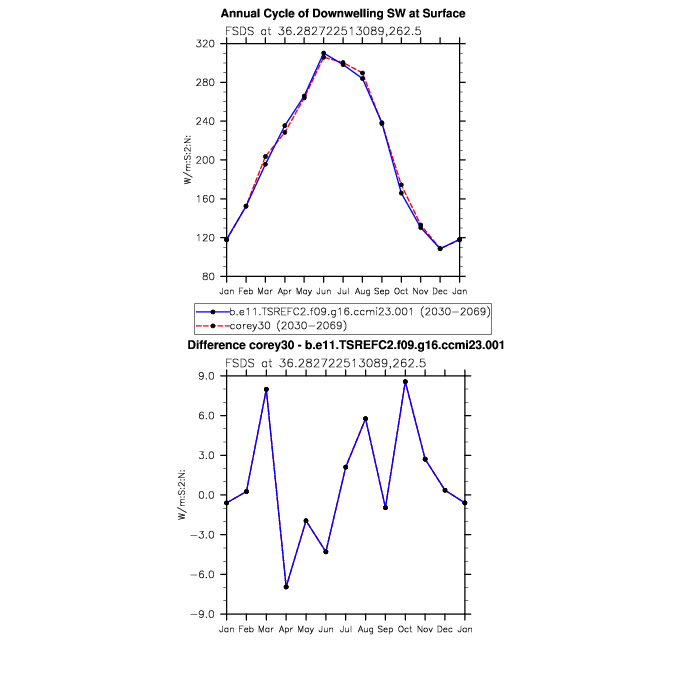 Annual Cycle of Downwelling SW at Surface
FSDS at 36.282722513089,262.5
320
280
240
200
160
120
80
W/m:S:2:N:
Jan Feb Mar Apr May Jun Jul Aug Sep Oct Nov Dec Jan
b.e11.TSREFC2.f09.g16.ccmi23.001 (2030-2069)
corey30 (2030-2069)
Difference corey30 - b.e11.TSREFC2.f09.g16.ccmi23.001
FSDS at 36.282722513089,262.5
9.0
6.0
3.0
0.0
-3.0
-6.0
-9.0
W/m:S:2:N:
Jan Feb Mar Apr May Jun Jul Aug Sep Oct Nov Dec Jan